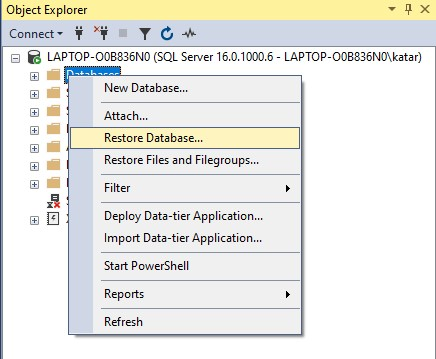 Object Explorer
Connect
LAPTOP-O0B836N0 (SQL Server 16.0.1000.6 - LAPTOP-O0B836N0\katar)
Databases
New Database...
Attach...
Restore Database...
Restore Files and Filegroups...
Filter
Deploy Data-tier Application...
Import Data-tier Application...
Start PowerShell
Reports
Refresh